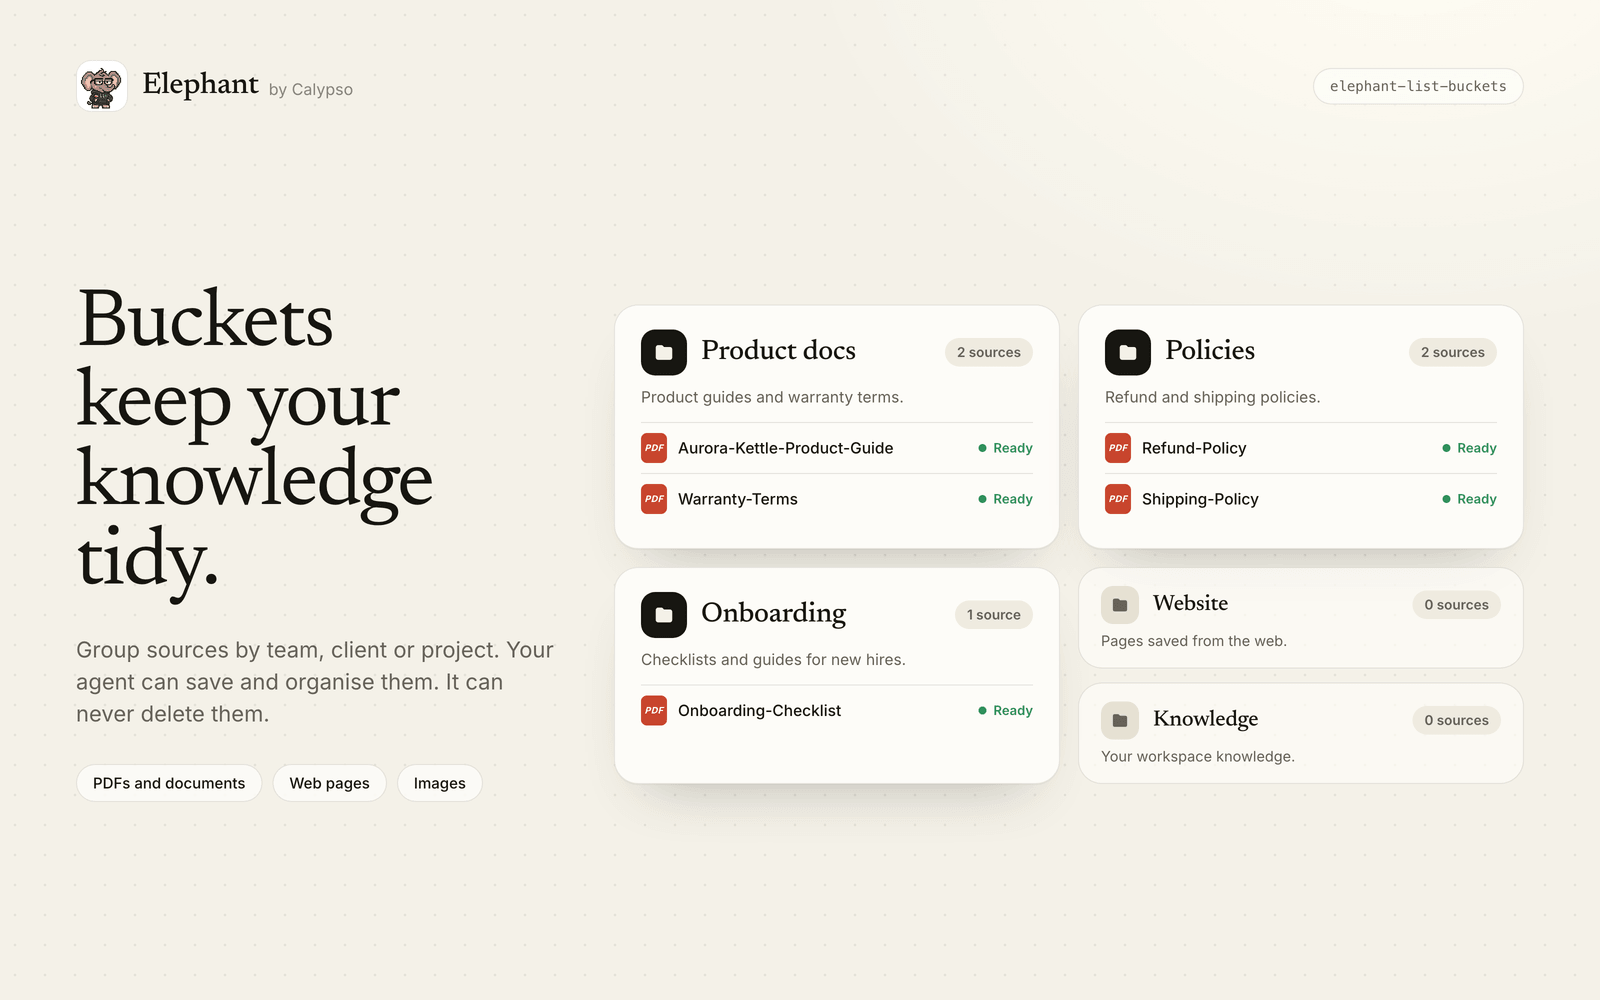 Elephant by Calypso
elephant-list-buckets
Buckets
keep your
knowledge
tidy.
Group sources by team, client or project. Your
agent can save and organise them. It can
never delete them.
PDFs and documents
Web pages
Images
Product docs
2 sources
Product guides and warranty terms.
PDF Aurora-Kettle-Product-Guide Ready
PDF Warranty-Terms Ready
Policies
2 sources
Refund and shipping policies.
PDF Refund-Policy Ready
PDF Shipping-Policy Ready
Onboarding
1 source
Checklists and guides for new hires.
PDF Onboarding-Checklist Ready
Website
0 sources
Pages saved from the web.
Knowledge
0 sources
Your workspace knowledge.